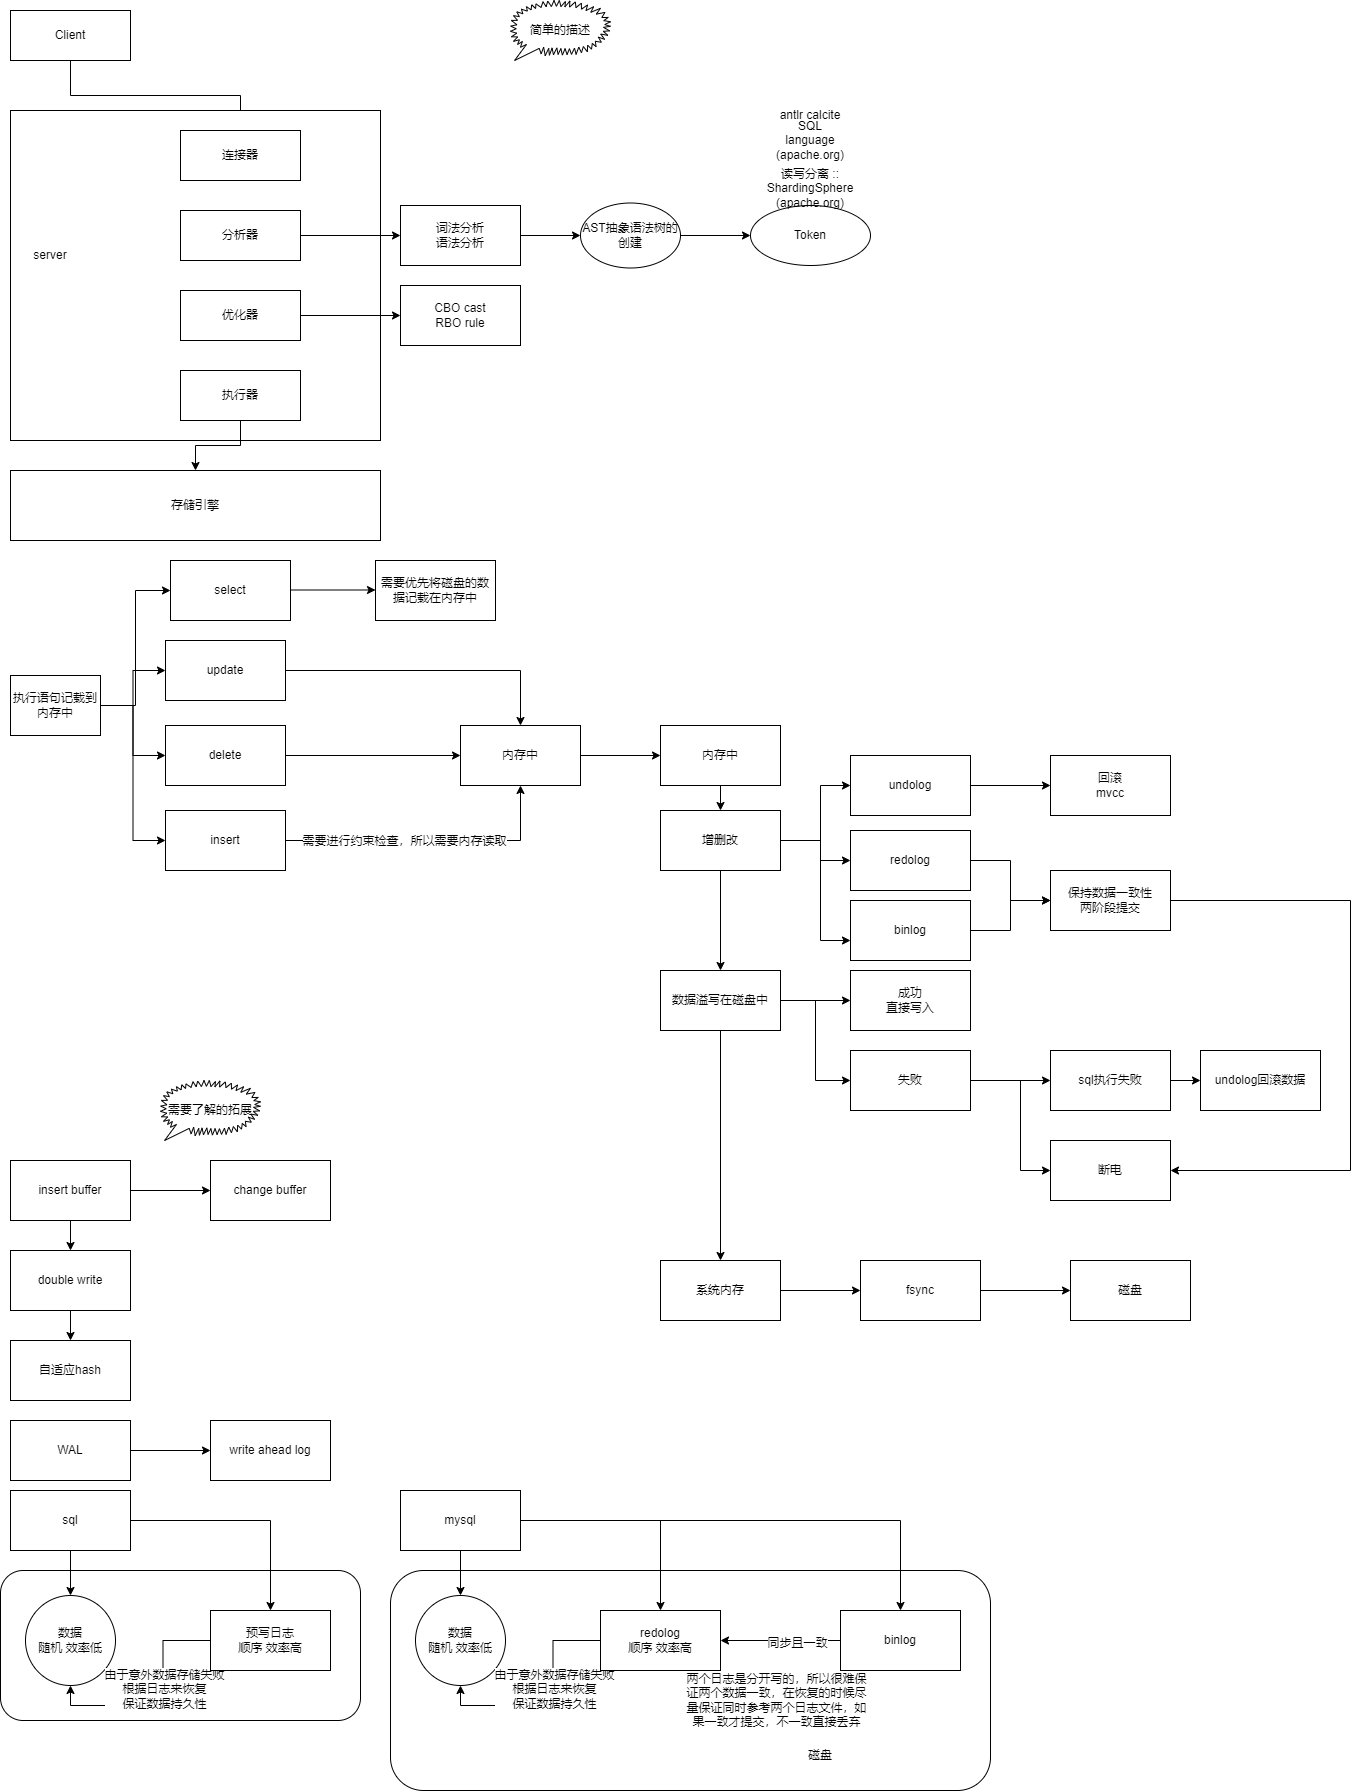 Client
简单的描述
server
连接器
分析器
优化器
执行器
词法分析
语法分析
CBO cast
RBO rule
AST抽象语法树的
创建
antlr calcite
SQL
language
(apache.org)
读写分离 ::
ShardingSphere
(apache.org)
Token
存储引擎
执行语句记载到
内存中
select
需要优先将磁盘的数
据记载在内存中
update
delete
insert
需要进行约束检查，所以需要内存读取
内存中
内存中
增删改
undolog
回滚
mvcc
redolog
binlog
保持数据一致性
两阶段提交
数据溢写在磁盘中
成功
直接写入
失败
sql执行失败
undolog回滚数据
断电
系统内存
fsync
磁盘
需要了解的拓展
insert buffer
change buffer
double write
自适应hash
WAL
write ahead log
sql
数据
随机 效率低
预写日志
顺序 效率高
由于意外数据存储失败
根据日志来恢复
保证数据持久性
mysql
数据
随机 效率低
redolog
顺序 效率高
由于意外数据存储失败
根据日志来恢复
保证数据持久性
同步且一致
binlog
两个日志是分开写的，所以很难保
证两个数据一致，在恢复的时候尽
量保证同时参考两个日志文件，如
果一致才提交，不一致直接丢弃
磁盘